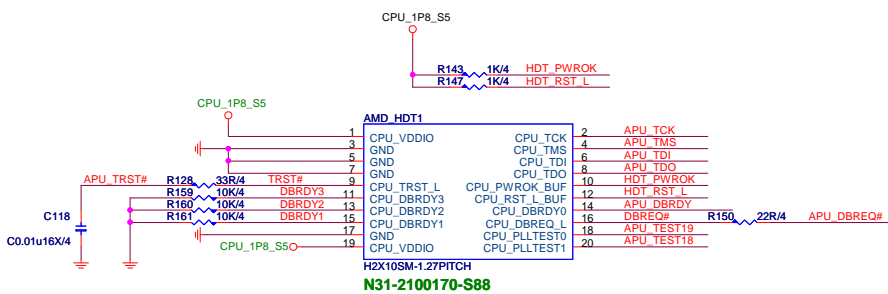 CPU_1P8_S5
R143 1K/4 HDT_PWROK
R147 1K/4 HDT_RST_L
CPU_1P8_S5
AMD_HDT1
1 CPU_VDDIO CPU_TCK 2 APU_TCK
3 GND CPU_TMS 4 APU_TMS
5 GND CPU_TDI 6 APU_TDI
7 GND CPU_TDO 8 APU_TDO
APU_TRST# R128 33R/4 TRST# 9 CPU_TRST_L CPU_PWROK_BUF 10 HDT_PWROK
R159 10K/4 DBRDY3 11 CPU_DBRDY3 CPU_RST_L_BUF 12 HDT_RST_L
R160 10K/4 DBRDY2 13 CPU_DBRDY2 CPU_DBRDY0 14 APU_DBRDY
R161 10K/4 DBRDY1 15 CPU_DBRDY1 CPU_DBREQ_L 16 DBREQ# R150 22R/4 APU_DBREQ#
17 GND CPU_PLLTEST0 18 APU_TEST19
CPU_1P8_S5 19 CPU_VDDIO CPU_PLLTEST1 20 APU_TEST18
C118
C0.01u16X/4
H2X10SM-1.27PITCH
N31-2100170-S88